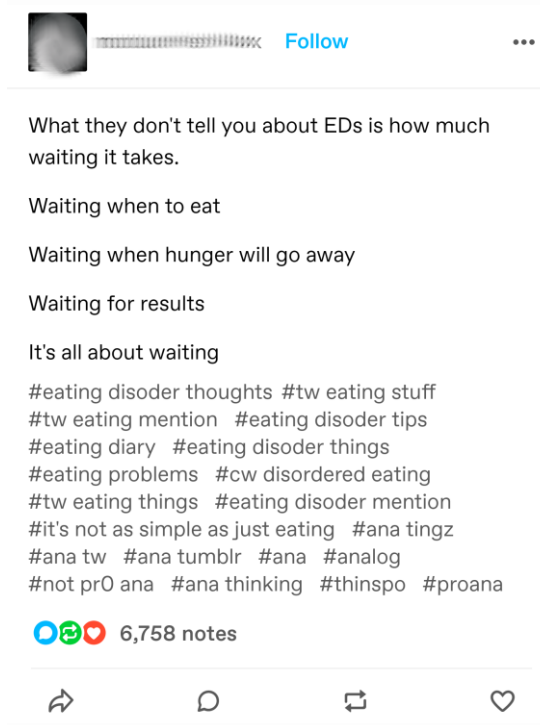 Follow
What they don't tell you about EDs is how much
waiting it takes.
Waiting when to eat
Waiting when hunger will go away
Waiting for results
It's all about waiting
#eating disoder thoughts #tw eating stuff
#tw eating mention #eating disoder tips
#eating diary #eating disoder things
#eating problems #cw disordered eating
#tw eating things #eating disoder mention
#it's not as simple as just eating #ana tingz
#ana tw #ana tumblr #ana #analog
#not pr0 ana #ana thinking #thinspo #proana
6,758 notes